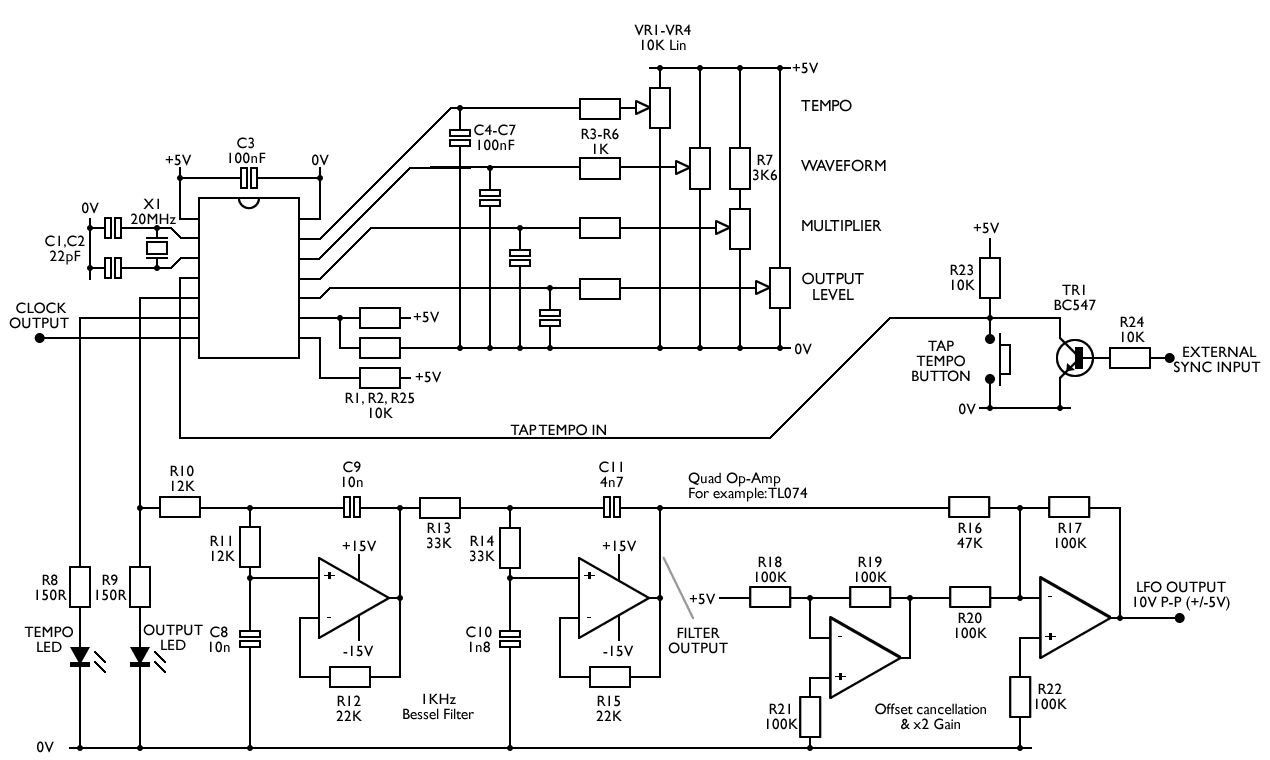 VR1-VR4
10K Lin
+5V
TEMPO
C4-C7
100nF
R3-R6
1K
C3
100nF
+5V
0V
WAVEFORM
R7
3K6
X1
20MHz
0V
C1,C2
22pF
MULTIPLIER
+5V
R23
10K
TR1
BC547
OUTPUT
LEVEL
CLOCK
OUTPUT
+5V
R24
10K
0V
TAP
TEMPO
BUTTON
EXTERNAL
SYNC INPUT
+5V
R1, R2, R25
10K
0V
TAP TEMPO IN
R10
12K
C9
10n
C11
4n7
Quad Op-Amp
For example:TL074
R13
33K
R14
33K
R16
47K
R17
100K
R11
12K
+15V
+15V
R18
100K
R19
100K
R8
150R
R9
150R
+
-
+
-
+5V
R20
100K
-
+
LFO OUTPUT
10V P-P (+/-5V)
TEMPO
LED
OUTPUT
LED
C8
10n
-15V
C10
1n8
-15V
FILTER
OUTPUT
-
+
R12
22K
1KHz
Bessel Filter
R15
22K
R21
100K
Offset cancellation
& x2 Gain
R22
100K
0V